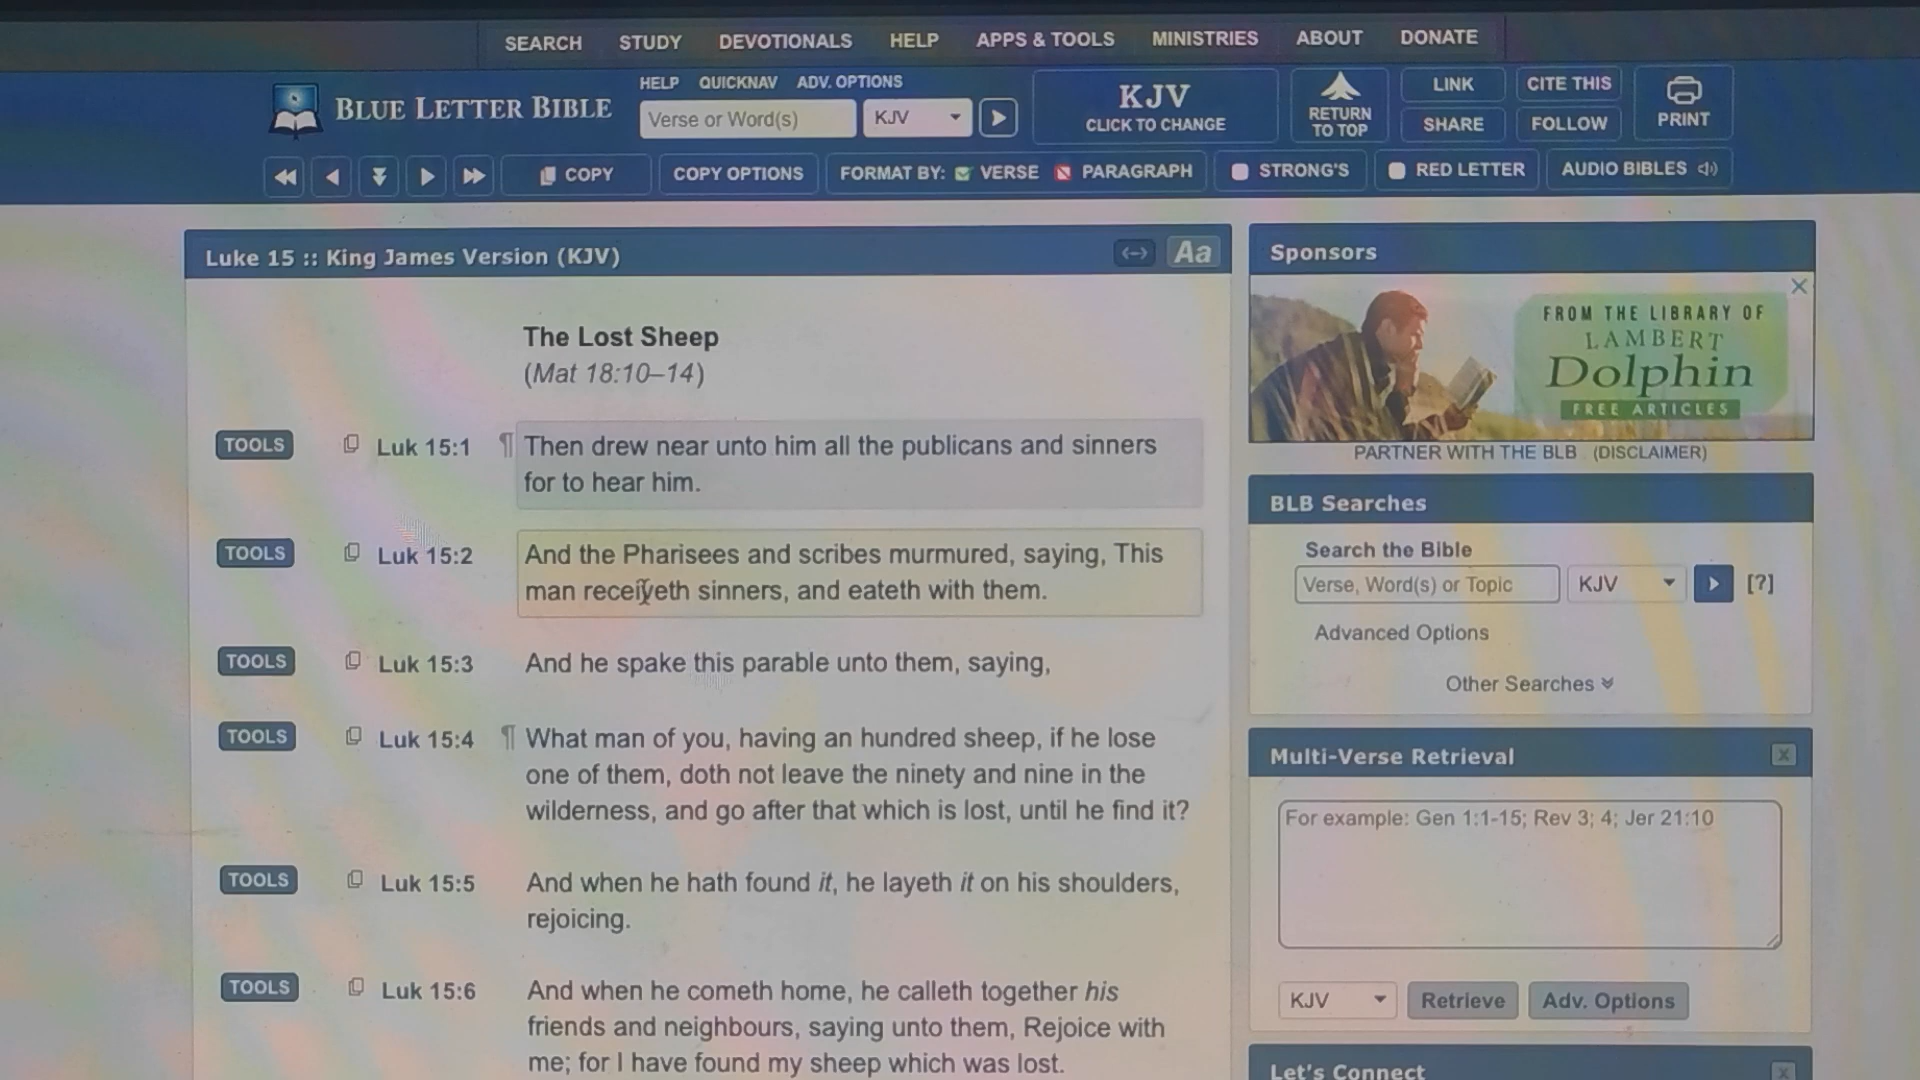 SEARCH STUDY DEVOTIONALS HELP APPS & TOOLS MINISTRIES ABOUT DONATE
BLUE LETTER BIBLE
HELP QUICKNAV ADV. OPTIONS
Verse or Word(s) KJV
KJV
CLICK TO CHANGE
RETURN
TO TOP
LINK
SHARE
CITE THIS
FOLLOW
PRINT
COPY COPY OPTIONS FORMAT BY: VERSE PARAGRAPH STRONG'S RED LETTER AUDIO BIBLES
Luke 15 :: King James Version (KJV) Aa
The Lost Sheep
(Mat 18:10–14)
TOOLS Luk 15:1 ¶ Then drew near unto him all the publicans and sinners
for to hear him.
TOOLS Luk 15:2 And the Pharisees and scribes murmured, saying, This
man receiveth sinners, and eateth with them.
TOOLS Luk 15:3 And he spake this parable unto them, saying,
TOOLS Luk 15:4 ¶ What man of you, having an hundred sheep, if he lose
one of them, doth not leave the ninety and nine in the
wilderness, and go after that which is lost, until he find it?
TOOLS Luk 15:5 And when he hath found it, he layeth it on his shoulders,
rejoicing.
TOOLS Luk 15:6 And when he cometh home, he calleth together his
friends and neighbours, saying unto them, Rejoice with
me; for I have found my sheep which was lost.
Sponsors
FROM THE LIBRARY OF
LAMBERT
Dolphin
FREE ARTICLES
PARTNER WITH THE BLB (DISCLAIMER)
BLB Searches
Search the Bible
Verse, Word(s) or Topic KJV [?]
Advanced Options
Other Searches
Multi-Verse Retrieval X
For example: Gen 1:1-15; Rev 3; 4; Jer 21:10
KJV Retrieve Adv. Options
Let's Connect X